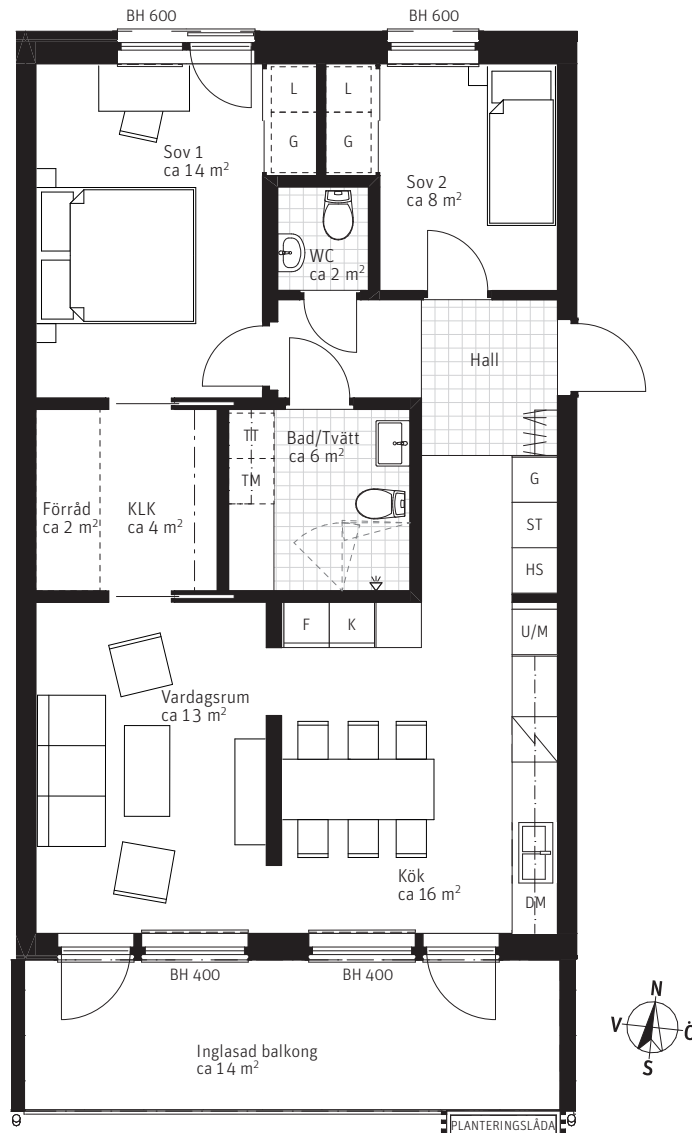 BH 600
BH 600
L
L
G
G
Sov 1
ca 14 m²
Sov 2
ca 8 m²
WC
ca 2 m²
Hall
TT
TM
Bad/Tvätt
ca 6 m²
Förråd
ca 2 m²
KLK
ca 4 m²
G
ST
HS
F
K
U/M
Vardagsrum
ca 13 m²
Kök
ca 16 m²
DM
BH 400
BH 400
N
V
Ö
S
Inglasad balkong
ca 14 m²
PLANTERINGSLÅDA